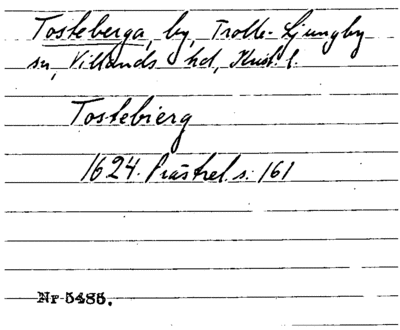 Tosteberga, by, Trolle-Ljungby
sn, Villands hd, Krist. l.
Tostebierg
1624. Prästrel. s. 161
Nr 5485.